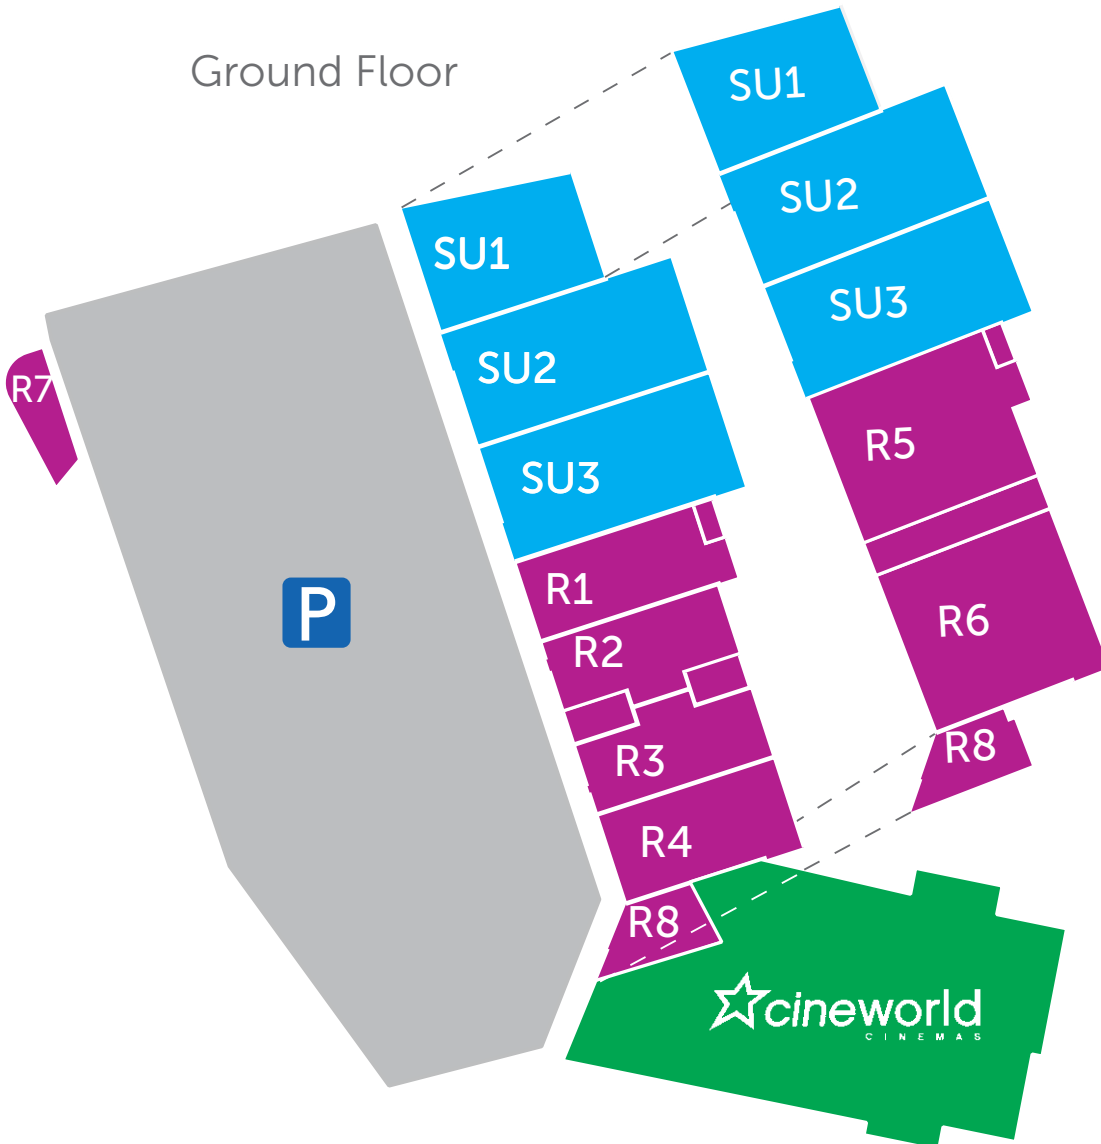 Ground Floor
SU1
SU2
SU3
SU1
SU2
SU3
R7
R1
R5
P
R2
R6
R3
R8
R4
R8
cineworld
CINEMAS